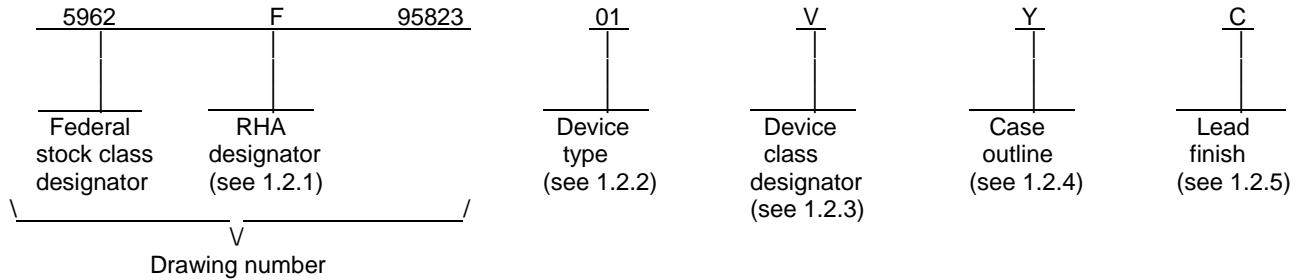 5962 F 95823 01 V Y C
Federal RHA Device Device Case Lead
stock class designator type class outline finish
designator (see 1.2.1) (see 1.2.2) designator (see 1.2.4) (see 1.2.5)
(see 1.2.3)
\ /
\/
Drawing number